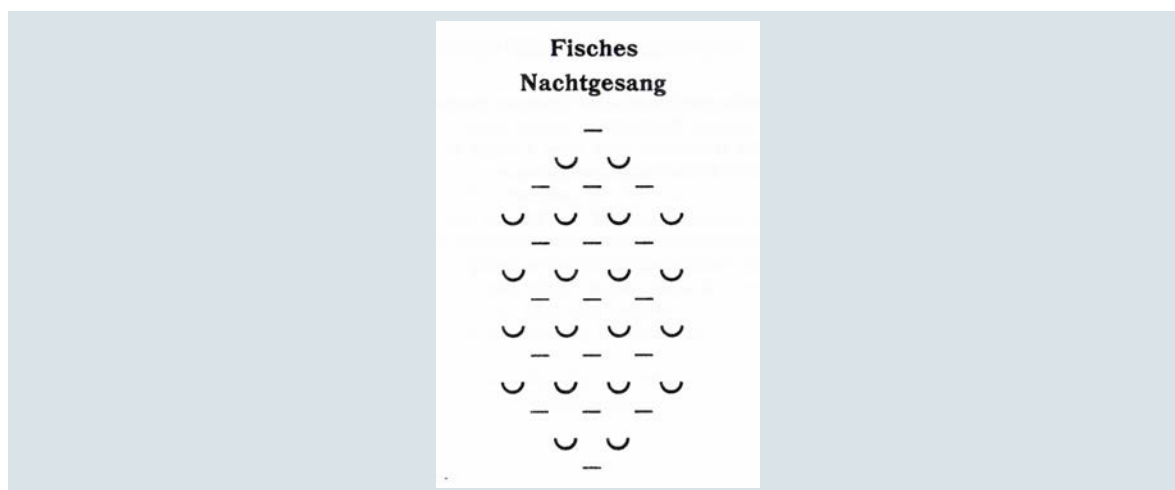 Fisches
Nachtgesang
—
◡ ◡
— — —
◡ ◡ ◡ ◡
— — —
◡ ◡ ◡ ◡
— — —
◡ ◡ ◡ ◡
— — —
◡ ◡ ◡ ◡
— — —
◡ ◡
—